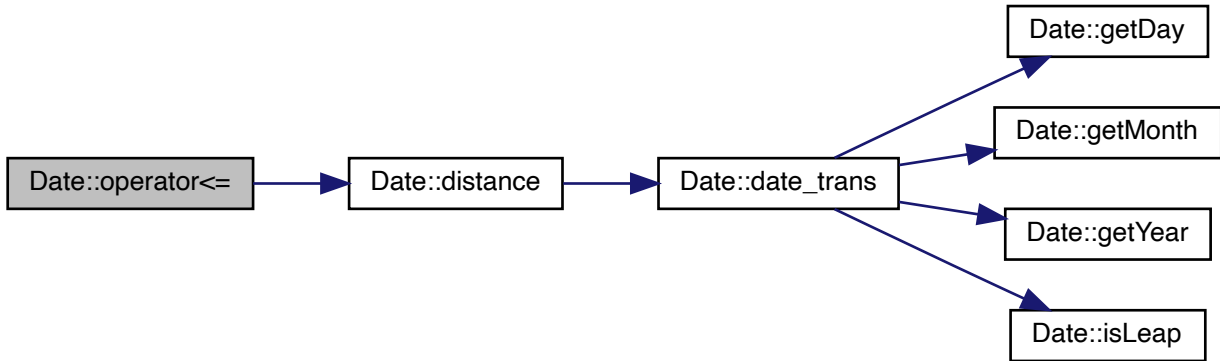 Date::operator<=
Date::distance
Date::date_trans
Date::getDay
Date::getMonth
Date::getYear
Date::isLeap